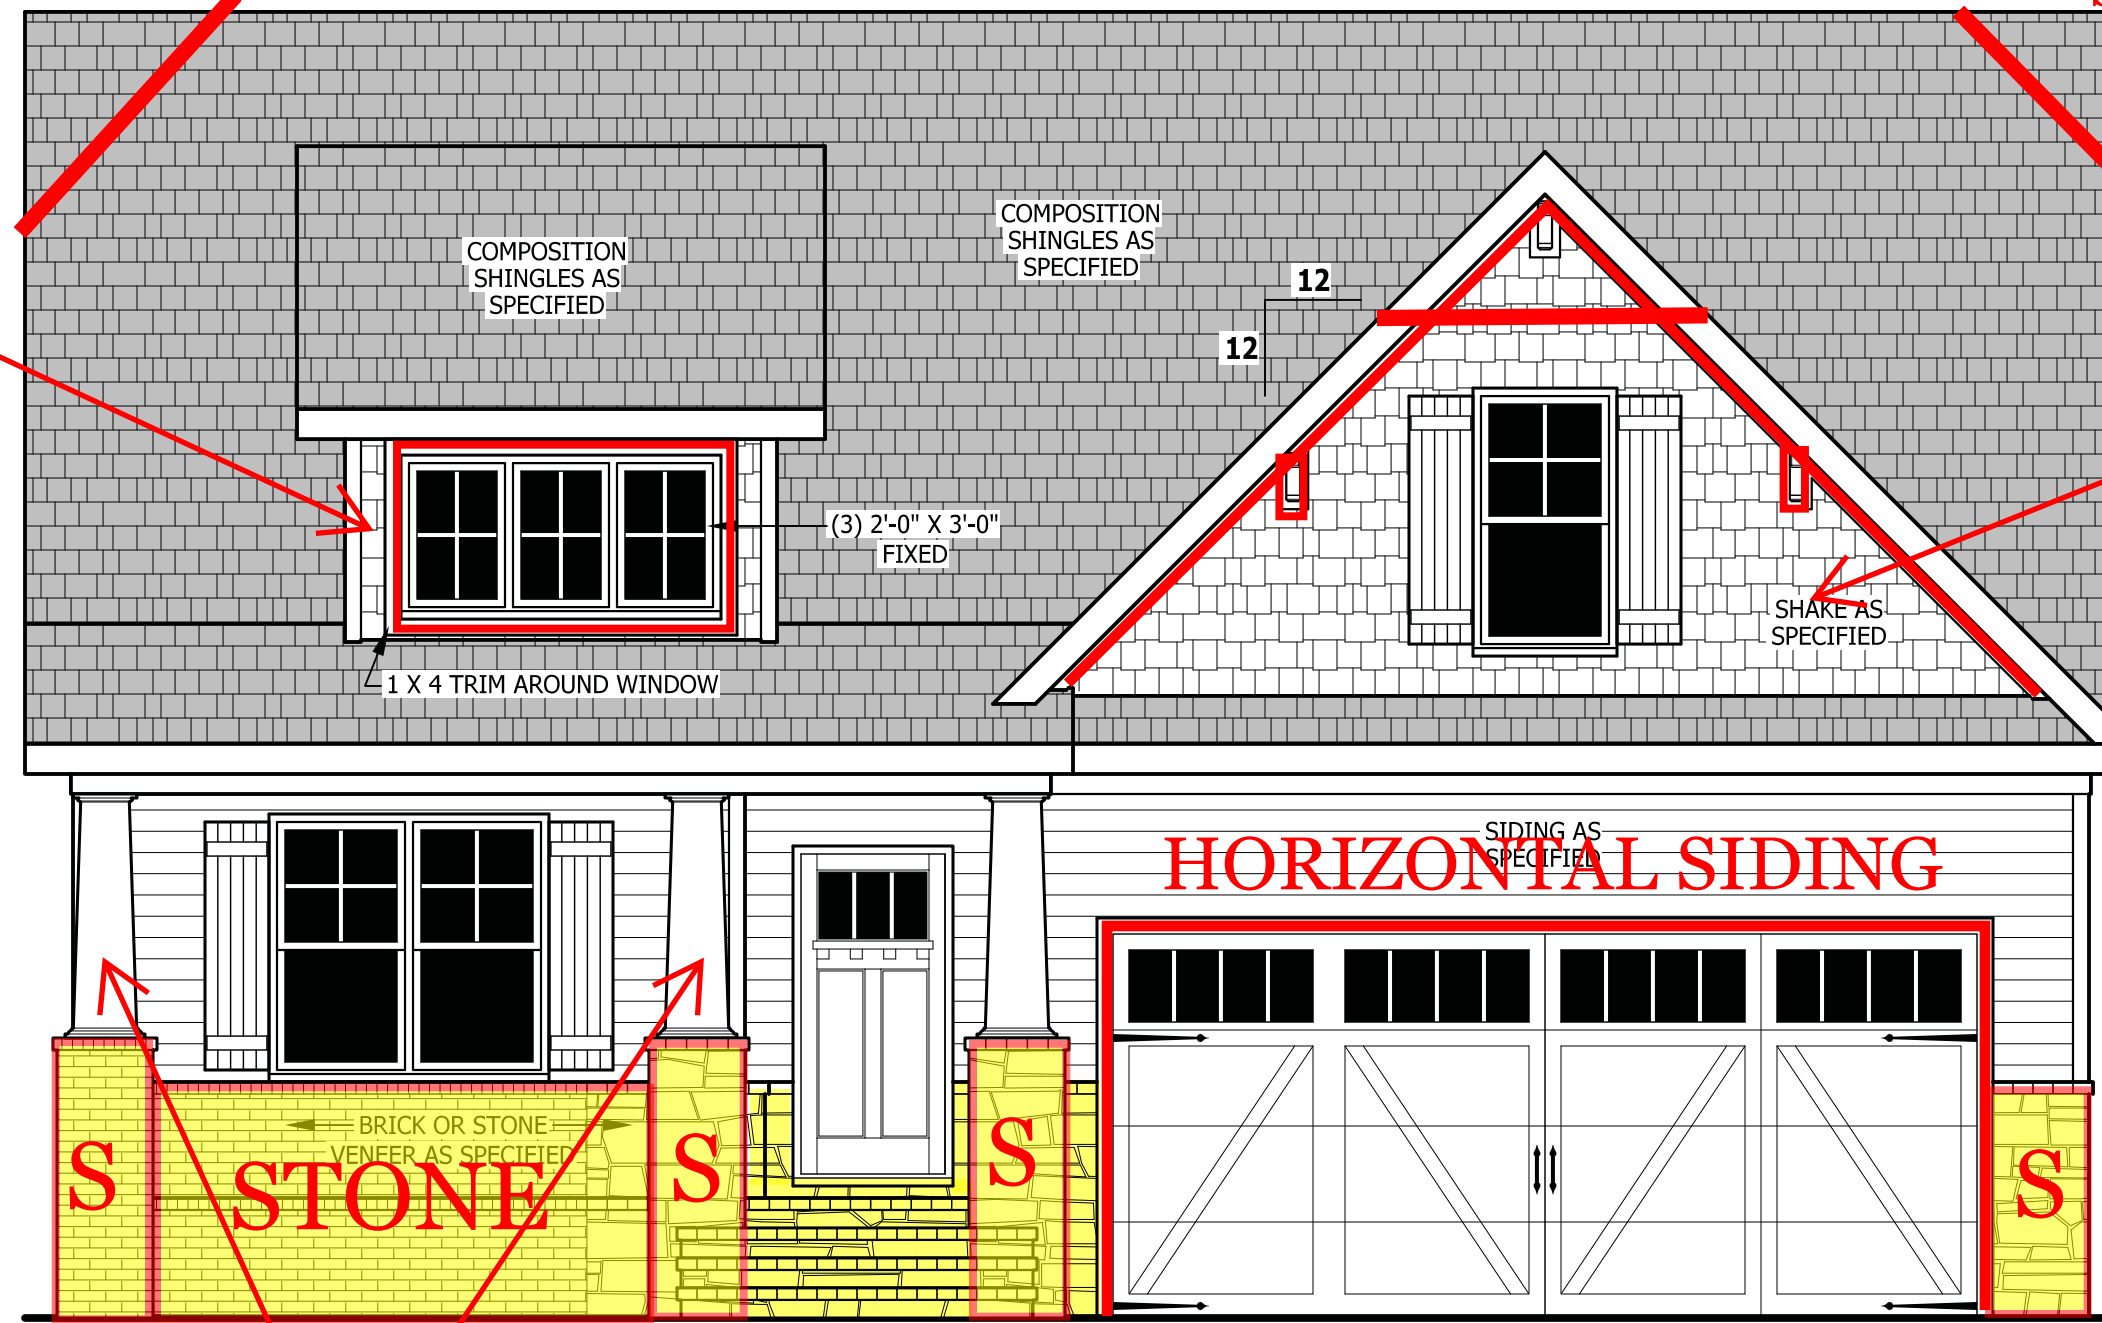 COMPOSITION
SHINGLES AS
SPECIFIED
COMPOSITION
SHINGLES AS
SPECIFIED
12
12
(3) 2'-0" X 3'-0"
FIXED
1 X 4 TRIM AROUND WINDOW
SHAKE AS
SPECIFIED
SIDING AS
SPECIFIED
HORIZONTAL SIDING
BRICK OR STONE
VENEER AS SPECIFIED
S
STONE
S
S
S